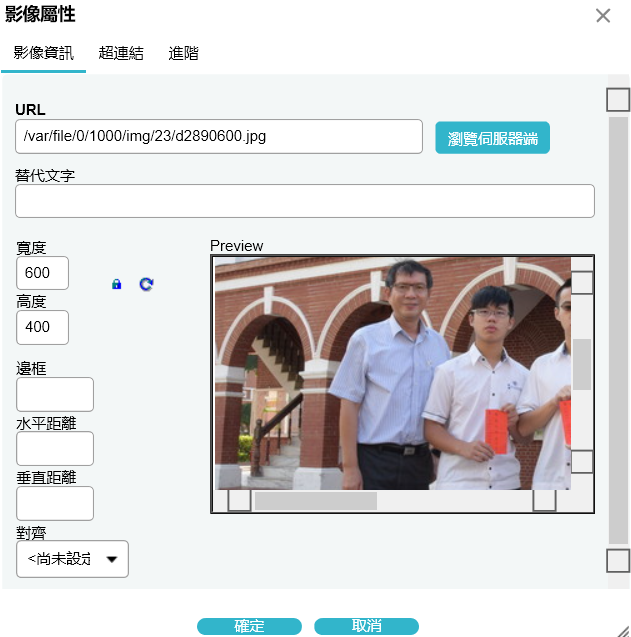 影像屬性
影像資訊 超連結 進階
URL
/var/file/0/1000/img/23/d2890600.jpg 瀏覽伺服器端
替代文字
寬度 Preview
600
高度
400
邊框
水平距離
垂直距離
對齊
<尚未設定
確定 取消